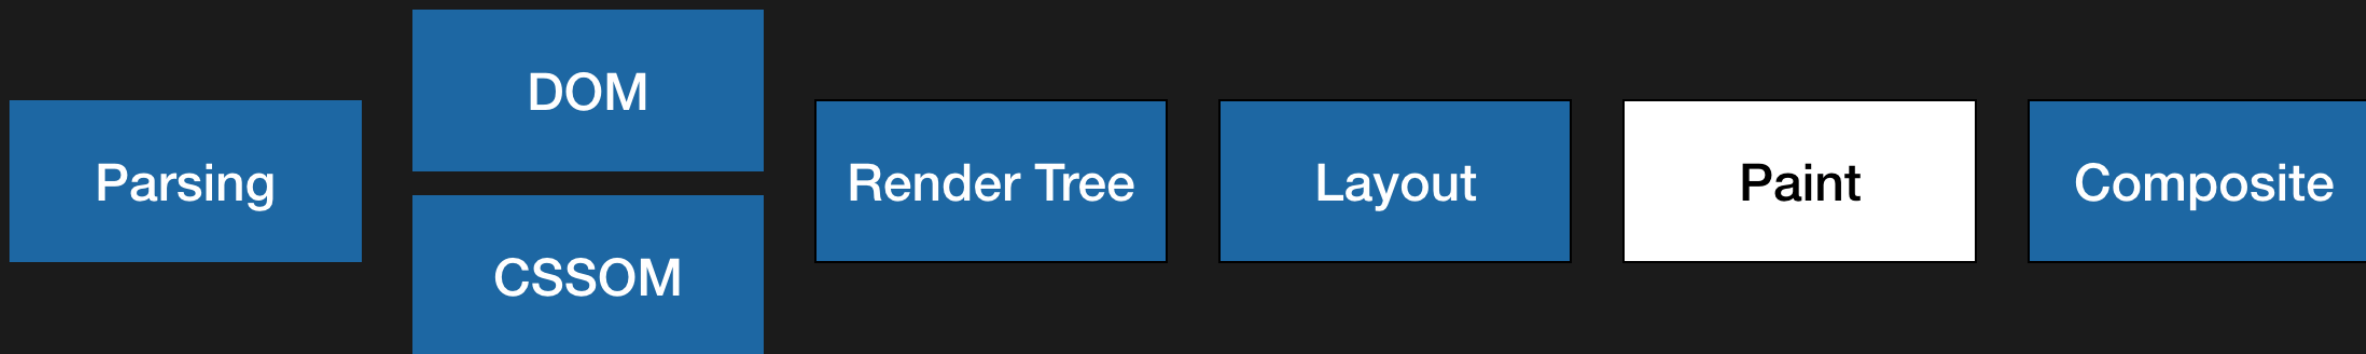 Parsing
DOM
CSSOM
Render Tree
Layout
Paint
Composite